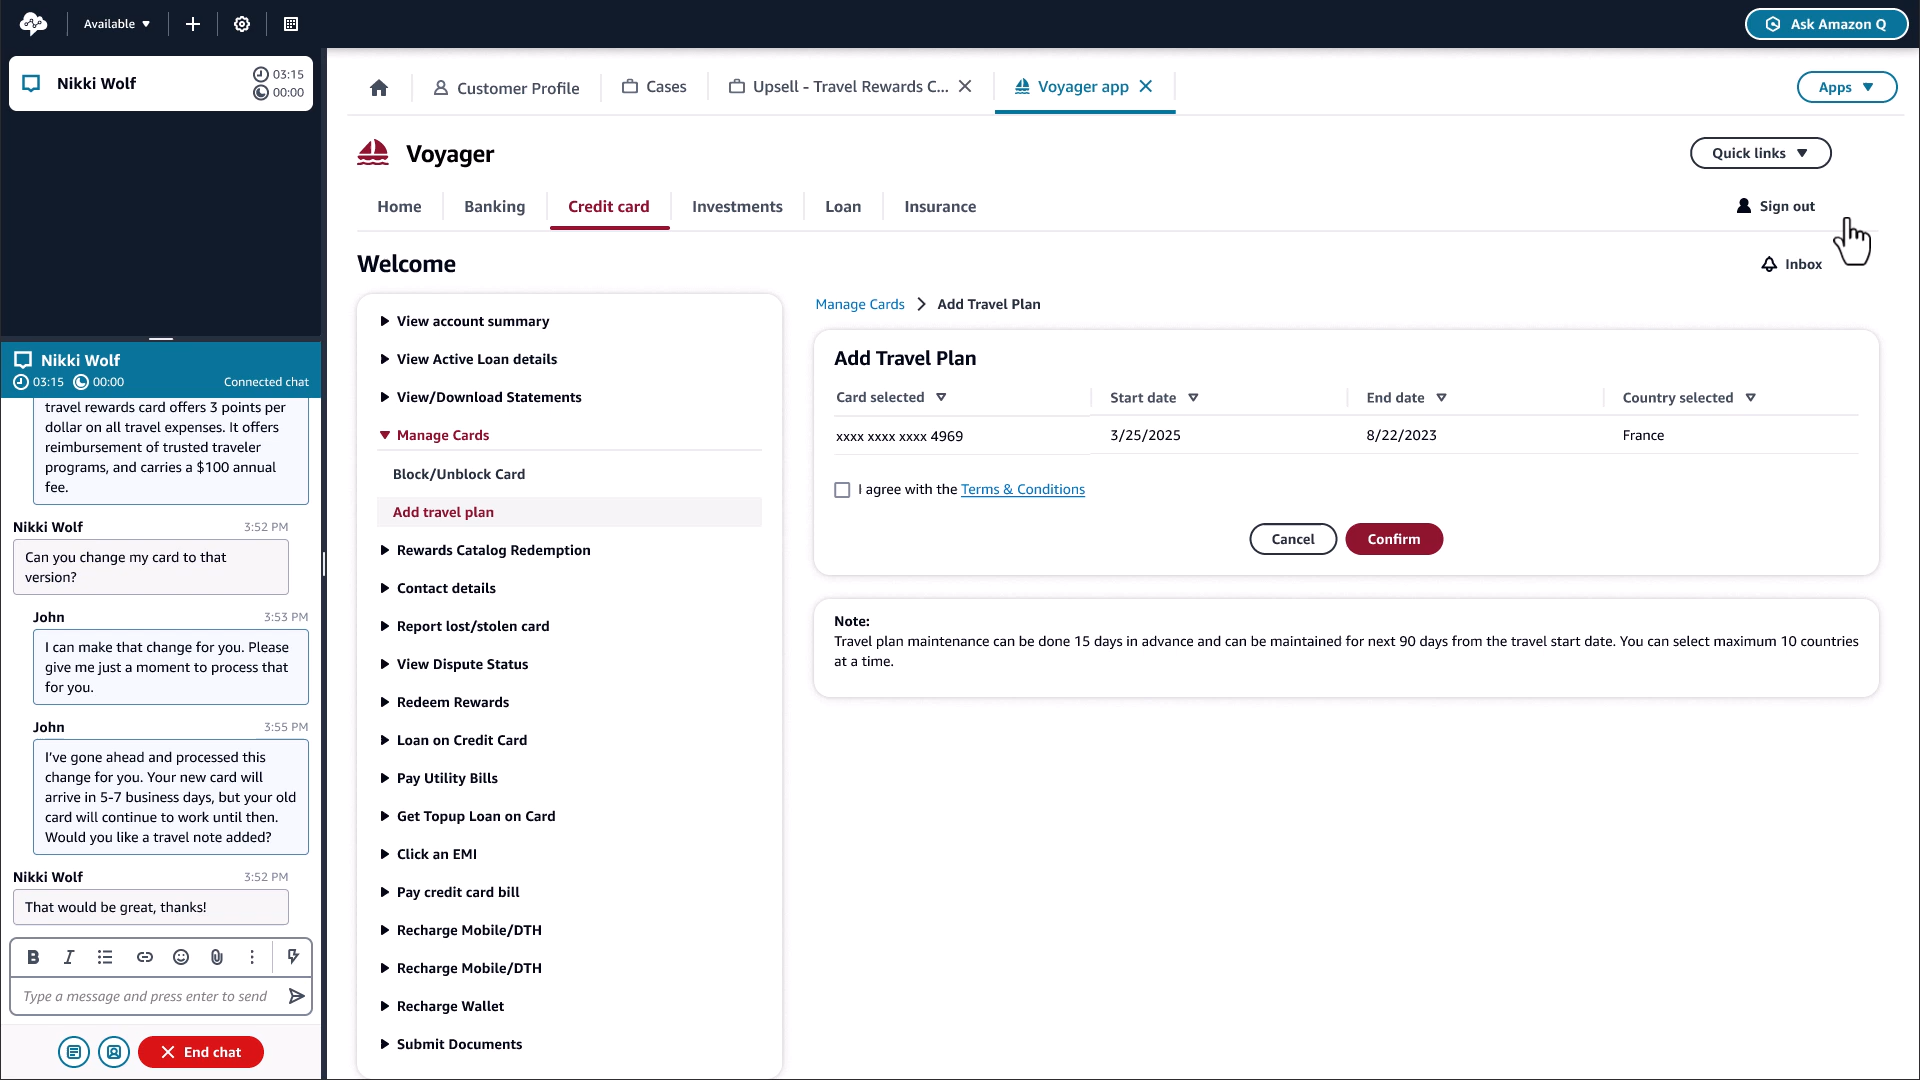 Available
Ask Amazon Q
Nikki Wolf
03:15
00:00
Customer Profile
Cases
Upsell - Travel Rewards C...
Voyager app
Apps
Voyager
Quick links
Home
Banking
Credit card
Investments
Loan
Insurance
Sign out
Welcome
Inbox
View account summary
View Active Loan details
View/Download Statements
Manage Cards
Block/Unblock Card
Add travel plan
Rewards Catalog Redemption
Contact details
Report lost/stolen card
View Dispute Status
Redeem Rewards
Loan on Credit Card
Pay Utility Bills
Get Topup Loan on Card
Click an EMI
Pay credit card bill
Recharge Mobile/DTH
Recharge Mobile/DTH
Recharge Wallet
Submit Documents
Manage Cards > Add Travel Plan
Add Travel Plan
Card selected
Start date
End date
Country selected
xxxx xxxx xxxx 4969
3/25/2025
8/22/2023
France
I agree with the Terms & Conditions
Cancel
Confirm
Note:
Travel plan maintenance can be done 15 days in advance and can be maintained for next 90 days from the travel start date. You can select maximum 10 countries
at a time.
Nikki Wolf
03:15 00:00
Connected chat
travel rewards card offers 3 points per
dollar on all travel expenses. It offers
reimbursement of trusted traveler
programs, and carries a $100 annual
fee.
Nikki Wolf 3:52 PM
Can you change my card to that
version?
John 3:53 PM
I can make that change for you. Please
give me just a moment to process that
for you.
John 3:55 PM
I've gone ahead and processed this
change for you. Your new card will
arrive in 5-7 business days, but your old
card will continue to work until then.
Would you like a travel note added?
Nikki Wolf 3:52 PM
That would be great, thanks!
B I
Type a message and press enter to send
End chat